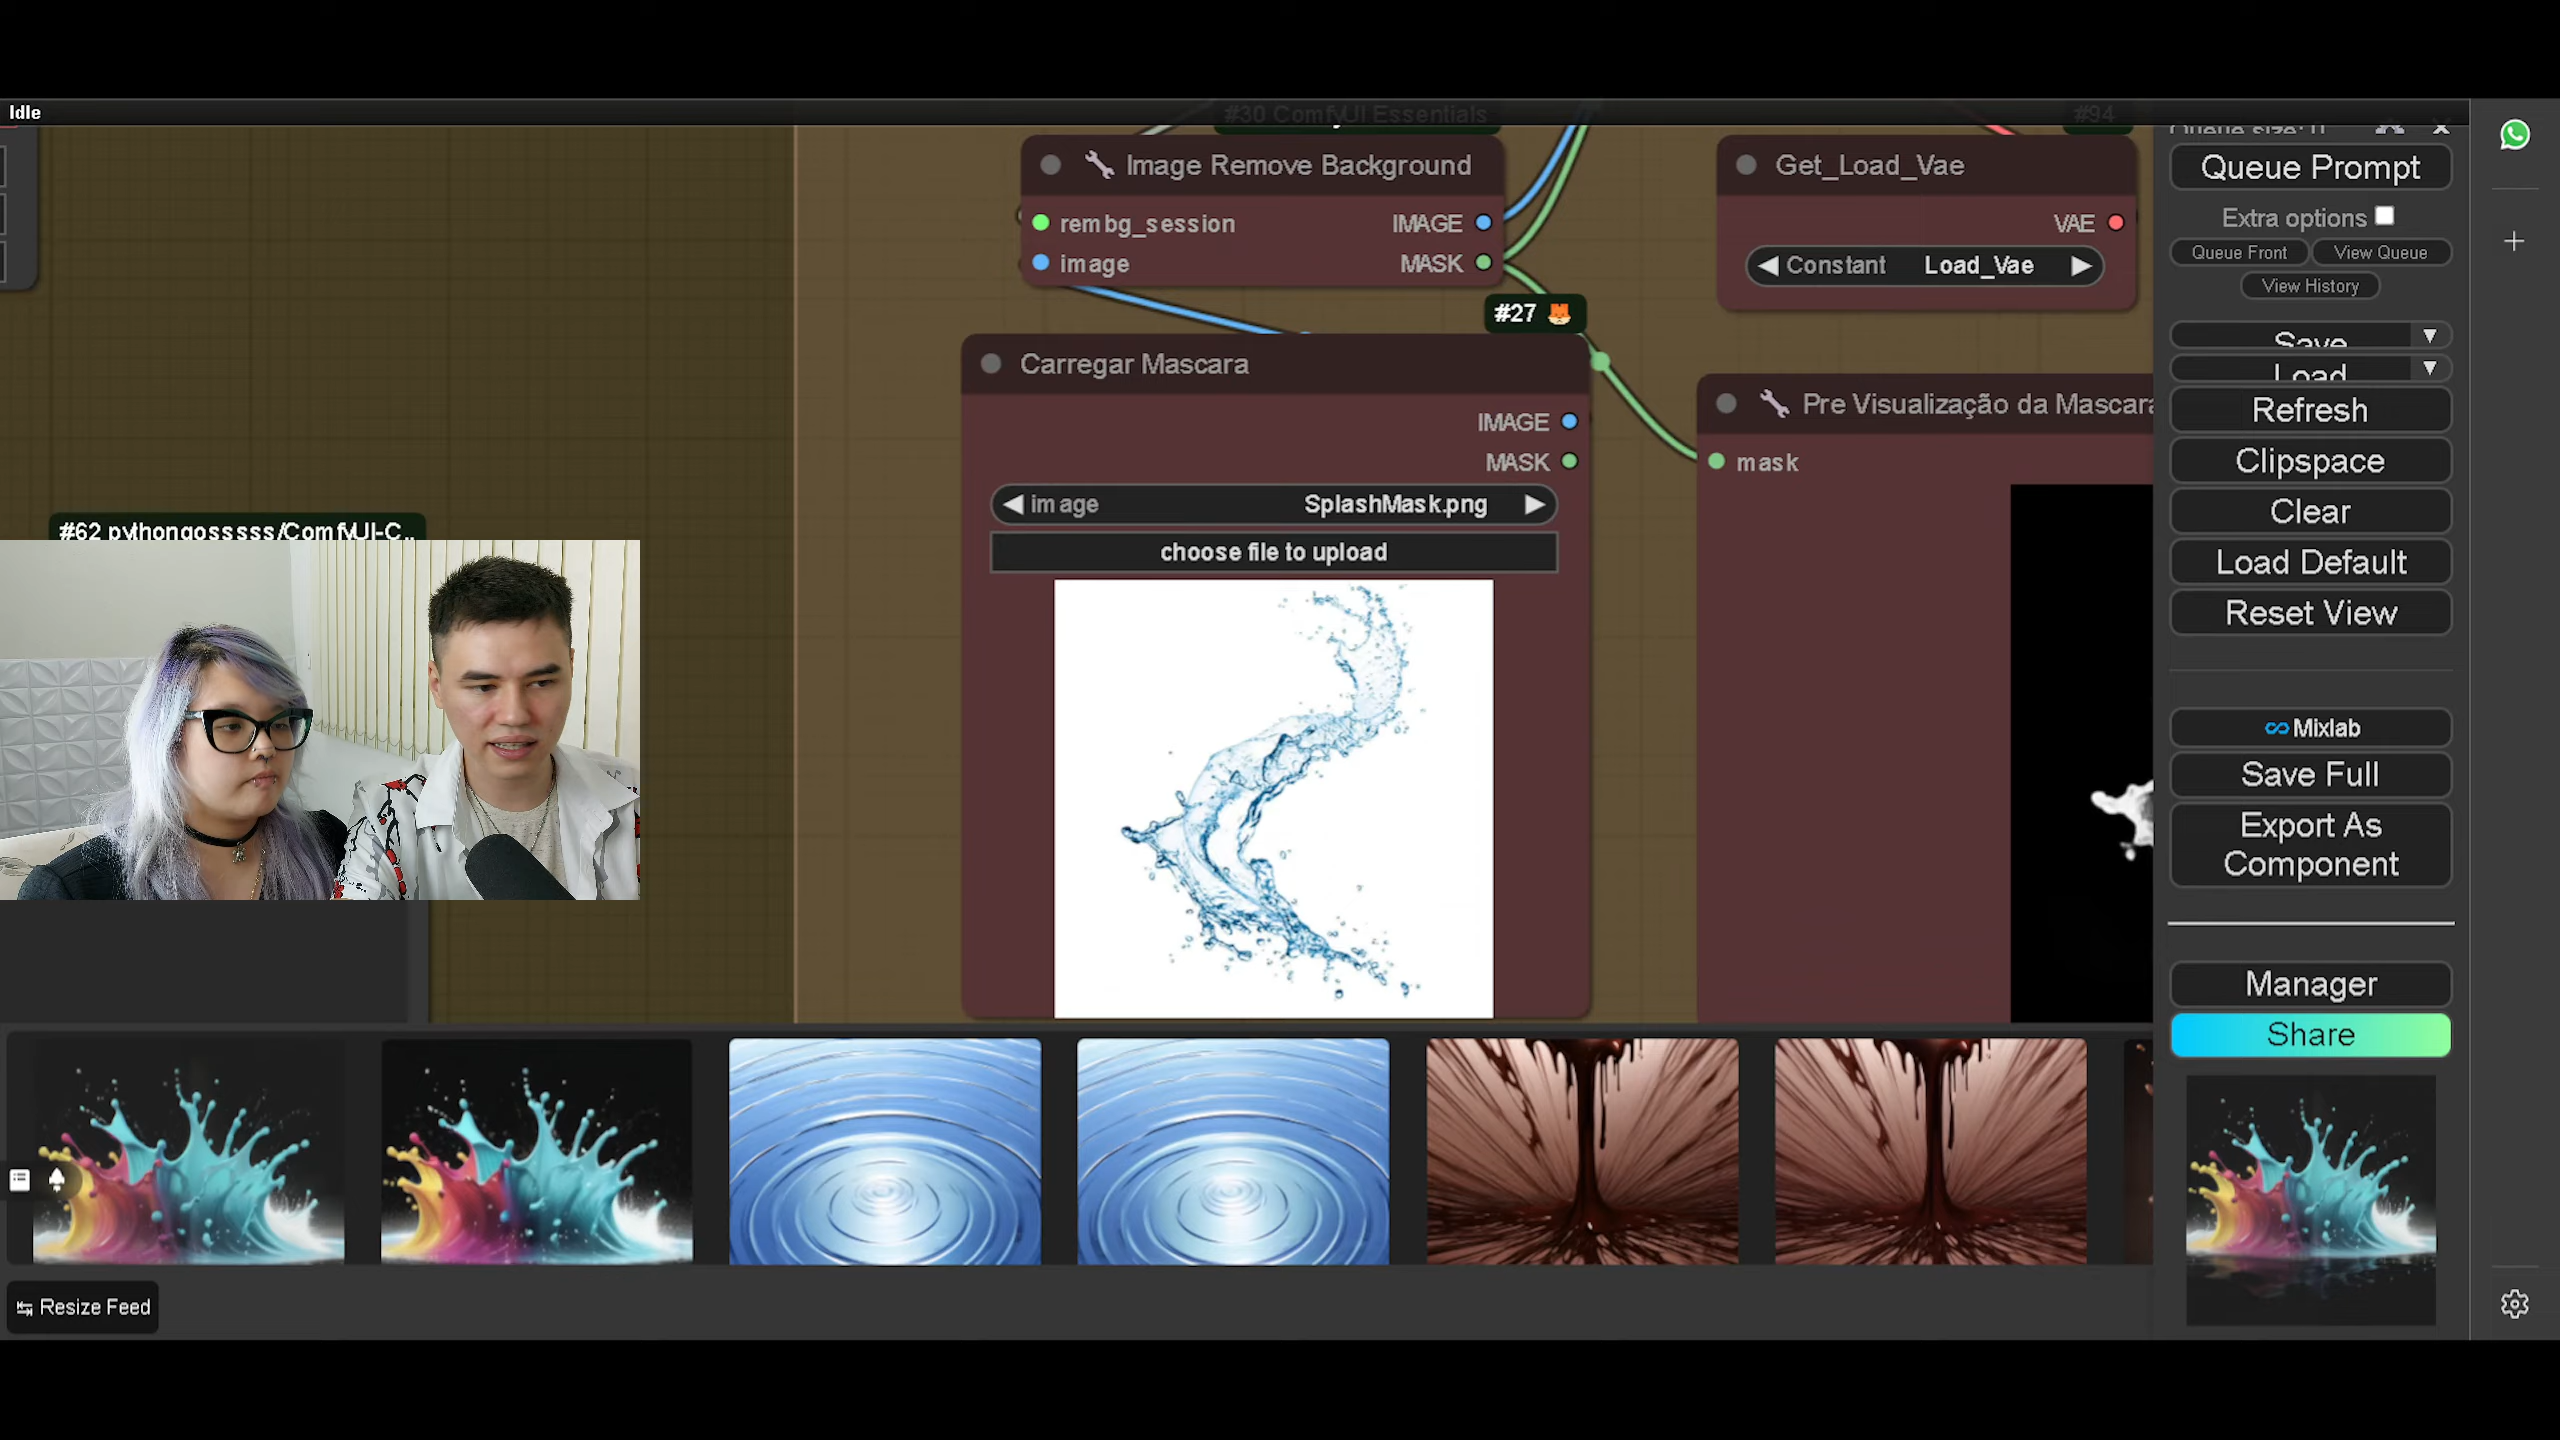 Idle
#30 ComfyUI Essentials
#94
Image Remove Background
rembg_session
IMAGE
image
MASK
Get_Load_Vae
VAE
Constant
Load_Vae
#27
Carregar Mascara
IMAGE
MASK
image
SplashMask.png
choose file to upload
Pre Visualização da Mascara
mask
#62 pythongosssss/ComfyUI-C..
Queue size: 0
Queue Prompt
Extra options
Queue Front
View Queue
View History
Save
Load
Refresh
Clipspace
Clear
Load Default
Reset View
Mixlab
Save Full
Export As
Component
Manager
Share
Resize Feed